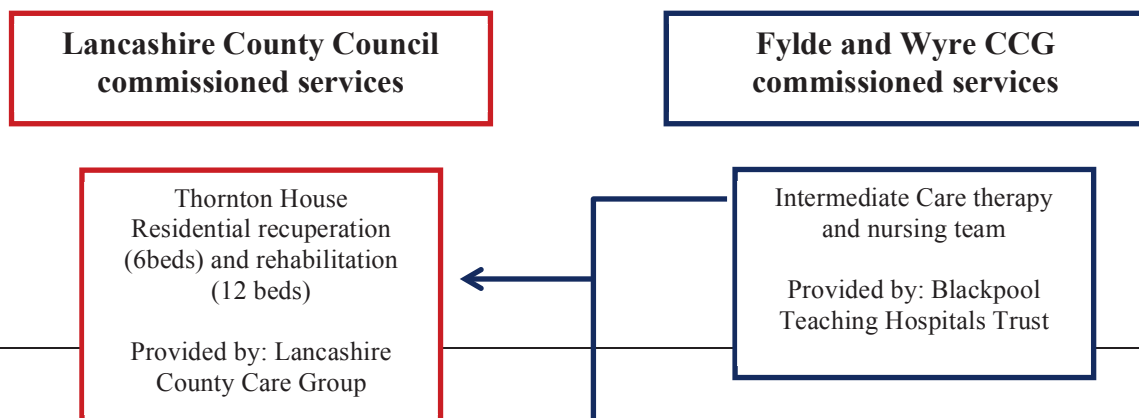 Lancashire County Council
commissioned services
Fylde and Wyre CCG
commissioned services
Thornton House
Residential recuperation
(6beds) and rehabilitation
(12 beds)
Provided by: Lancashire
County Care Group
Intermediate Care therapy
and nursing team
Provided by: Blackpool
Teaching Hospitals Trust